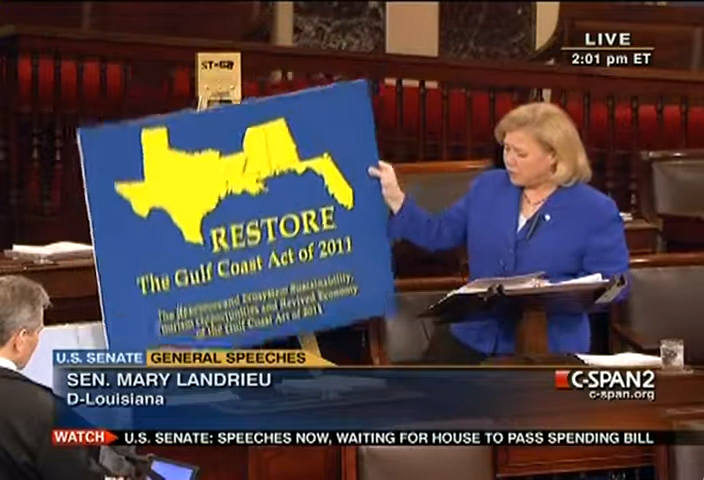 LIVE
2:01 pm ET
ST-62
RESTORE
The Gulf Coast Act of 2011
The Resources and Ecosystem Sustainability,
Tourism Opportunities and Revived Economy
of the Gulf Coast Act of 2011
U.S. SENATE GENERAL SPEECHES
SEN. MARY LANDRIEU
D-Louisiana
C-SPAN2
c-span.org
WATCH U.S. SENATE: SPEECHES NOW, WAITING FOR HOUSE TO PASS SPENDING BILL